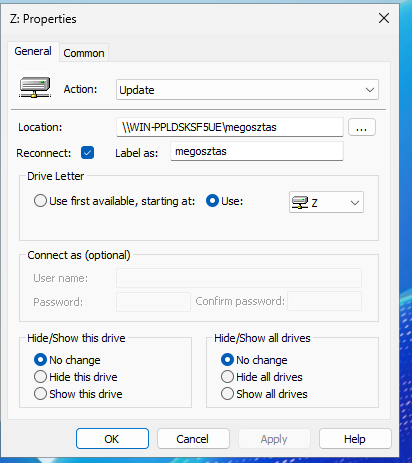 Z: Properties
General Common
Action: Update
Location: \\WIN-PPLDSKSF5UE\megosztas ...
Reconnect: Label as: megosztas
Drive Letter
Use first available, starting at: Use: Z
Connect as (optional)
User name:
Password: Confirm password:
Hide/Show this drive Hide/Show all drives
No change No change
Hide this drive Hide all drives
Show this drive Show all drives
OK Cancel Apply Help